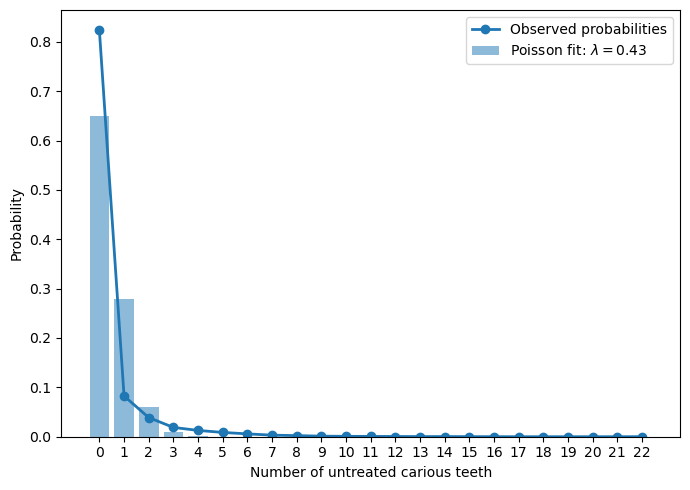 Observed probabilities
Poisson fit: λ = 0.43
0.8
0.7
0.6
0.5
0.4
0.3
0.2
0.1
0.0
Probability
0 1 2 3 4 5 6 7 8 9 10 11 12 13 14 15 16 17 18 19 20 21 22
Number of untreated carious teeth